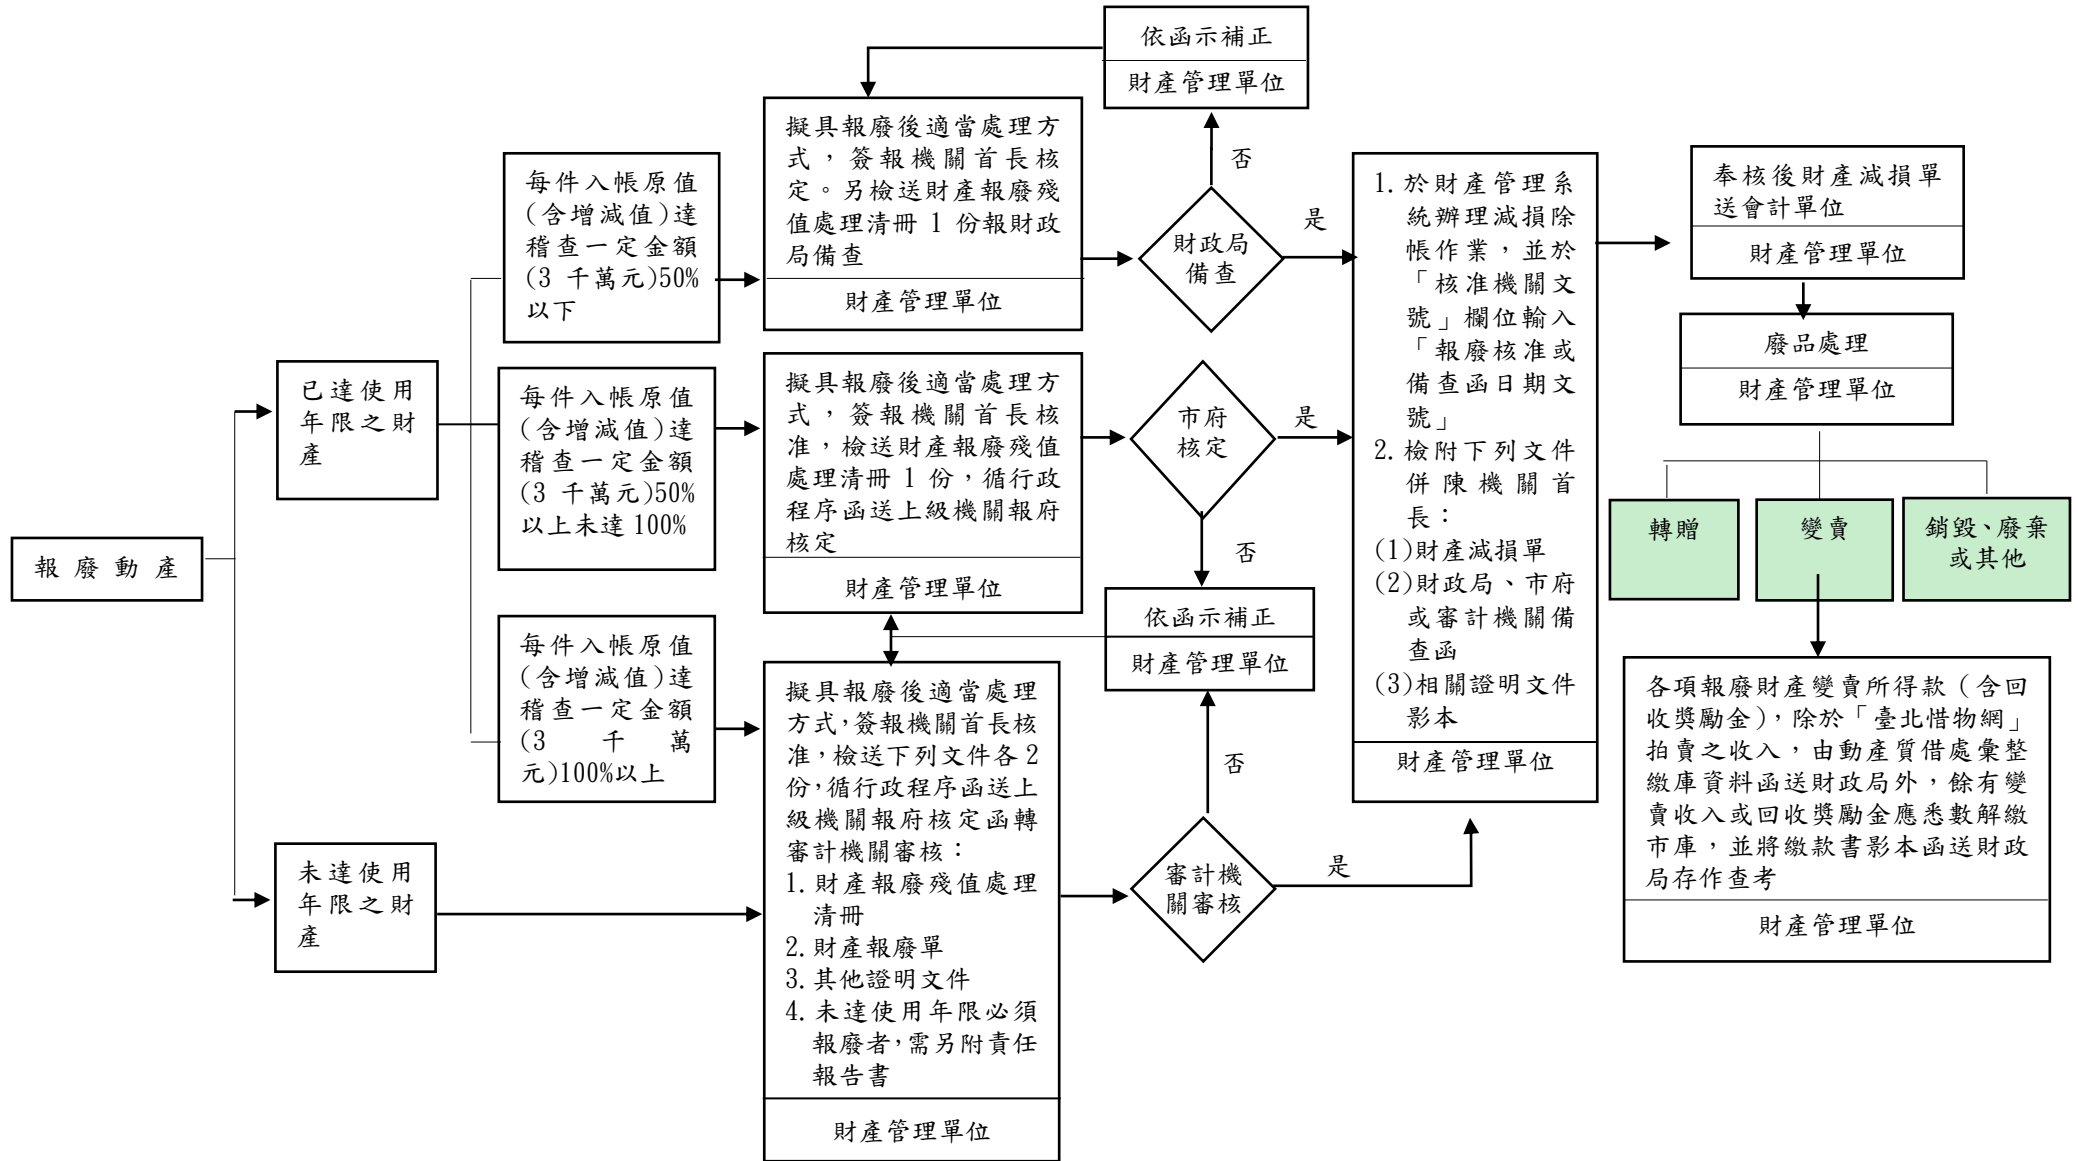 報廢動產
已達使用
年限之財
產
未達使用
年限之財
產
每件入帳原值
(含增減值)達
稽查一定金額
(3 千萬元)50%
以下
每件入帳原值
(含增減值)達
稽查一定金額
(3 千萬元)50%
以上未達 100%
每件入帳原值
(含增減值)達
稽查一定金額
(3 千萬
元)100%以上
擬具報廢後適當處理方
式，簽報機關首長核
定。另檢送財產報廢殘
值處理清冊 1 份報財政
局備查
財產管理單位
擬具報廢後適當處理方
式，簽報機關首長核
准，檢送財產報廢殘值
處理清冊 1 份，循行政
程序函送上級機關報府
核定
財產管理單位
擬具報廢後適當處理
方式，簽報機關首長核
准，檢送下列文件各 2
份，循行政程序函送上
級機關報府核定函轉
審計機關審核：
1. 財產報廢殘值處理
清冊
2. 財產報廢單
3. 其他證明文件
4. 未達使用年限必須
報廢者，需另附責任
報告書
財產管理單位
依函示補正
財產管理單位
否
財政局
備查
是
市府
核定
是
否
依函示補正
財產管理單位
否
審計機
關審核
是
1. 於財產管理系
統辦理減損除
帳作業，並於
「核准機關文
號」欄位輸入
「報廢核准或
備查函日期文
號」
2. 檢附下列文件
併陳機關首
長：
(1)財產減損單
(2)財政局、市府
或審計機關備
查函
(3)相關證明文件
影本
財產管理單位
奉核後財產減損單
送會計單位
財產管理單位
廢品處理
財產管理單位
轉贈
變賣
銷毀、廢棄
或其他
各項報廢財產變賣所得款（含回
收獎勵金），除於「臺北惜物網」
拍賣之收入，由動產質借處彙整
繳庫資料函送財政局外，餘有變
賣收入或回收獎勵金應悉數解繳
市庫，並將繳款書影本函送財政
局存作查考
財產管理單位